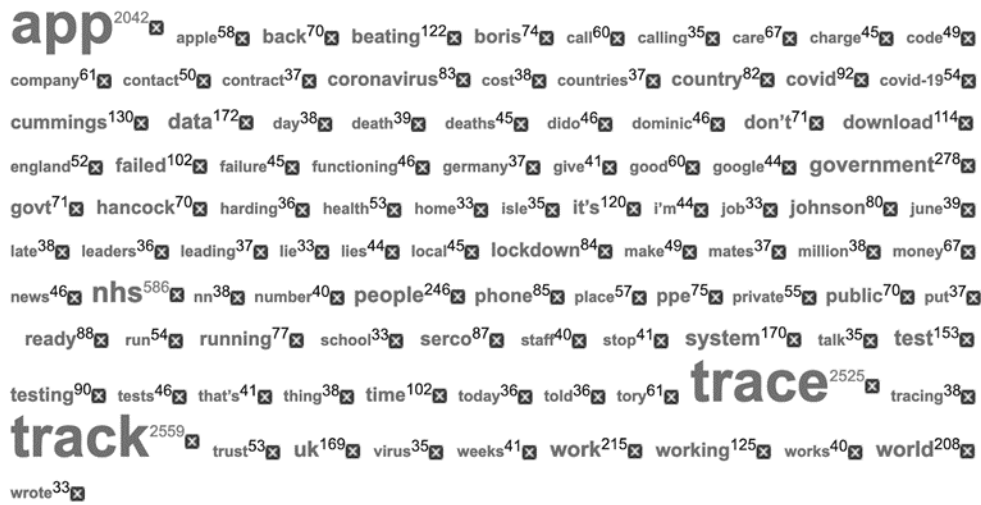 app2042 apple58 back70 beating122 boris74 call60 calling35 care67 charge45 code49
company61 contact50 contract37 coronavirus83 cost38 countries37 country82 covid92 covid-1954
cummings130 data172 day38 death39 deaths45 dido46 dominic46 don't71 download114
england52 failed102 failure45 functioning46 germany37 give41 good60 google44 government278
govt71 hancock70 harding36 health53 home33 isle35 it's120 i'm44 job33 johnson80 june39
late38 leaders36 leading37 lie33 lies44 local45 lockdown84 make49 mates37 million38 money67
news46 nhs586 nn38 number40 people246 phone85 place57 ppe75 private55 public70 put37
ready88 run54 running77 school33 serco87 staff40 stop41 system170 talk35 test153
testing90 tests46 that's41 thing38 time102 today36 told36 tory61 trace2525 tracing38
track2559 trust53 uk169 virus35 weeks41 work215 working125 works40 world208
wrote33